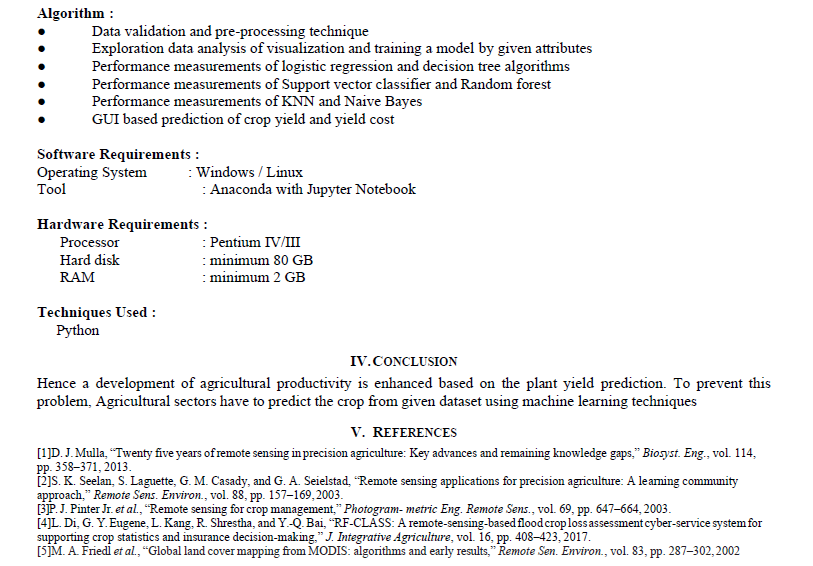 Algorithm :
● Data validation and pre-processing technique
● Exploration data analysis of visualization and training a model by given attributes
● Performance measurements of logistic regression and decision tree algorithms
● Performance measurements of Support vector classifier and Random forest
● Performance measurements of KNN and Naive Bayes
● GUI based prediction of crop yield and yield cost
Software Requirements :
Operating System : Windows / Linux
Tool : Anaconda with Jupyter Notebook
Hardware Requirements :
Processor : Pentium IV/III
Hard disk : minimum 80 GB
RAM : minimum 2 GB
Techniques Used :
Python
IV. CONCLUSION
Hence a development of agricultural productivity is enhanced based on the plant yield prediction. To prevent this
problem, Agricultural sectors have to predict the crop from given dataset using machine learning techniques
V. REFERENCES
[1]D. J. Mulla, “Twenty five years of remote sensing in precision agriculture: Key advances and remaining knowledge gaps,” Biosyst. Eng., vol. 114,
pp. 358–371, 2013.
[2]S. K. Seelan, S. Laguette, G. M. Casady, and G. A. Seielstad, “Remote sensing applications for precision agriculture: A learning community
approach,” Remote Sens. Environ., vol. 88, pp. 157–169, 2003.
[3]P. J. Pinter Jr. et al., “Remote sensing for crop management,” Photogram- metric Eng. Remote Sens., vol. 69, pp. 647–664, 2003.
[4]L. Di, G. Y. Eugene, L. Kang, R. Shrestha, and Y.-Q. Bai, “RF-CLASS: A remote-sensing-based flood crop loss assessment cyber-service system for
supporting crop statistics and insurance decision-making,” J. Integrative Agriculture, vol. 16, pp. 408–423, 2017.
[5]M. A. Friedl et al., “Global land cover mapping from MODIS: algorithms and early results,” Remote Sen. Environ., vol. 83, pp. 287–302, 2002